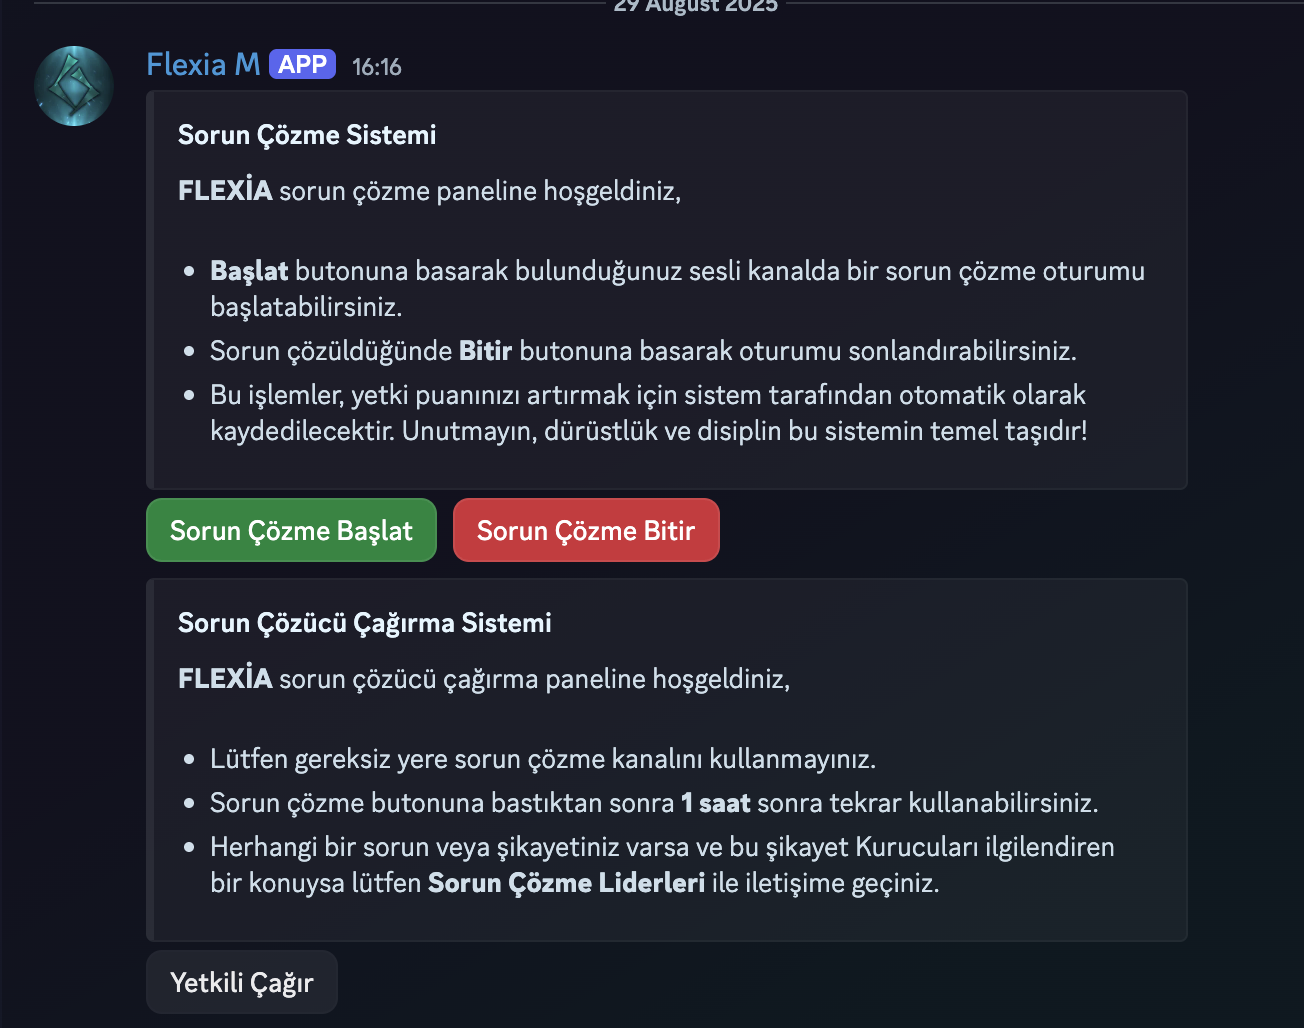 29 August 2025
Flexia M APP 16:16
Sorun Çözme Sistemi
FLEXİA sorun çözme paneline hoşgeldiniz,
• Başlat butonuna basarak bulunduğunuz sesli kanalda bir sorun çözme oturumu
başlatabilirsiniz.
• Sorun çözüldüğünde Bitir butonuna basarak oturumu sonlandırabilirsiniz.
• Bu işlemler, yetki puanınızı artırmak için sistem tarafından otomatik olarak
kaydedilecektir. Unutmayın, dürüstlük ve disiplin bu sistemin temel taşıdır!
Sorun Çözme Başlat Sorun Çözme Bitir
Sorun Çözücü Çağırma Sistemi
FLEXİA sorun çözücü çağırma paneline hoşgeldiniz,
• Lütfen gereksiz yere sorun çözme kanalını kullanmayınız.
• Sorun çözme butonuna bastıktan sonra 1 saat sonra tekrar kullanabilirsiniz.
• Herhangi bir sorun veya şikayetiniz varsa ve bu şikayet Kurucuları ilgilendiren
bir konuysa lütfen Sorun Çözme Liderleri ile iletişime geçiniz.
Yetkili Çağır